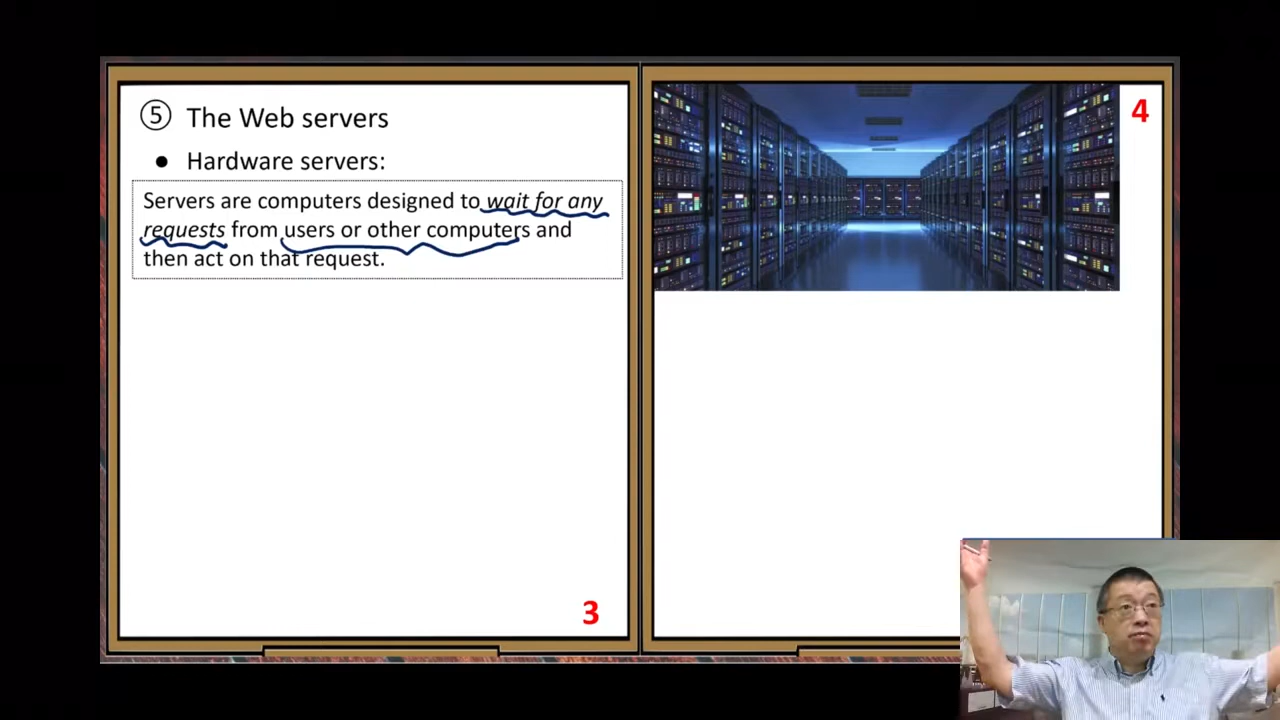 ⑤ The Web servers
● Hardware servers:
Servers are computers designed to wait for any
requests from users or other computers and
then act on that request.
3
4